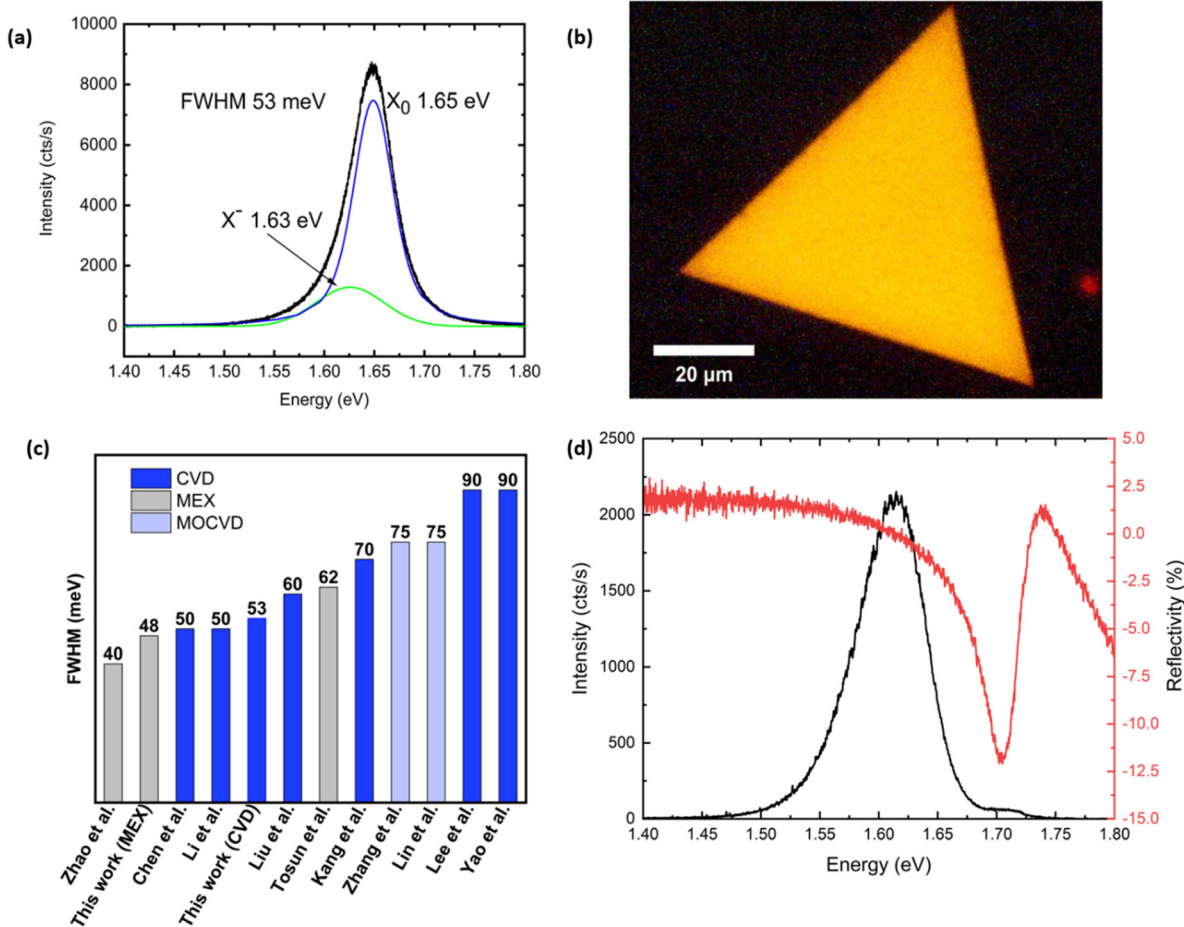 (a)
10000
8000
6000
4000
2000
0
Intensity (cts/s)
FWHM 53 meV
X0 1.65 eV
X- 1.63 eV
1.40 1.45 1.50 1.55 1.60 1.65 1.70 1.75 1.80
Energy (eV)
(b)
20 µm
(c)
CVD
MEX
MOCVD
FWHM (meV)
40 48 50 50 53 60 62 70 75 75 90 90
Zhao et al.
This work (MEX)
Chen et al.
Li et al.
This work (CVD)
Liu et al.
Tosun et al.
Kang et al.
Zhang et al.
Lin et al.
Lee et al.
Yao et al.
(d)
2500
2000
1500
1000
500
0
Intensity (cts/s)
5.0
2.5
0.0
-2.5
-5.0
-7.5
-10.0
-12.5
-15.0
Reflectivity (%)
1.40 1.45 1.50 1.55 1.60 1.65 1.70 1.75 1.80
Energy (eV)